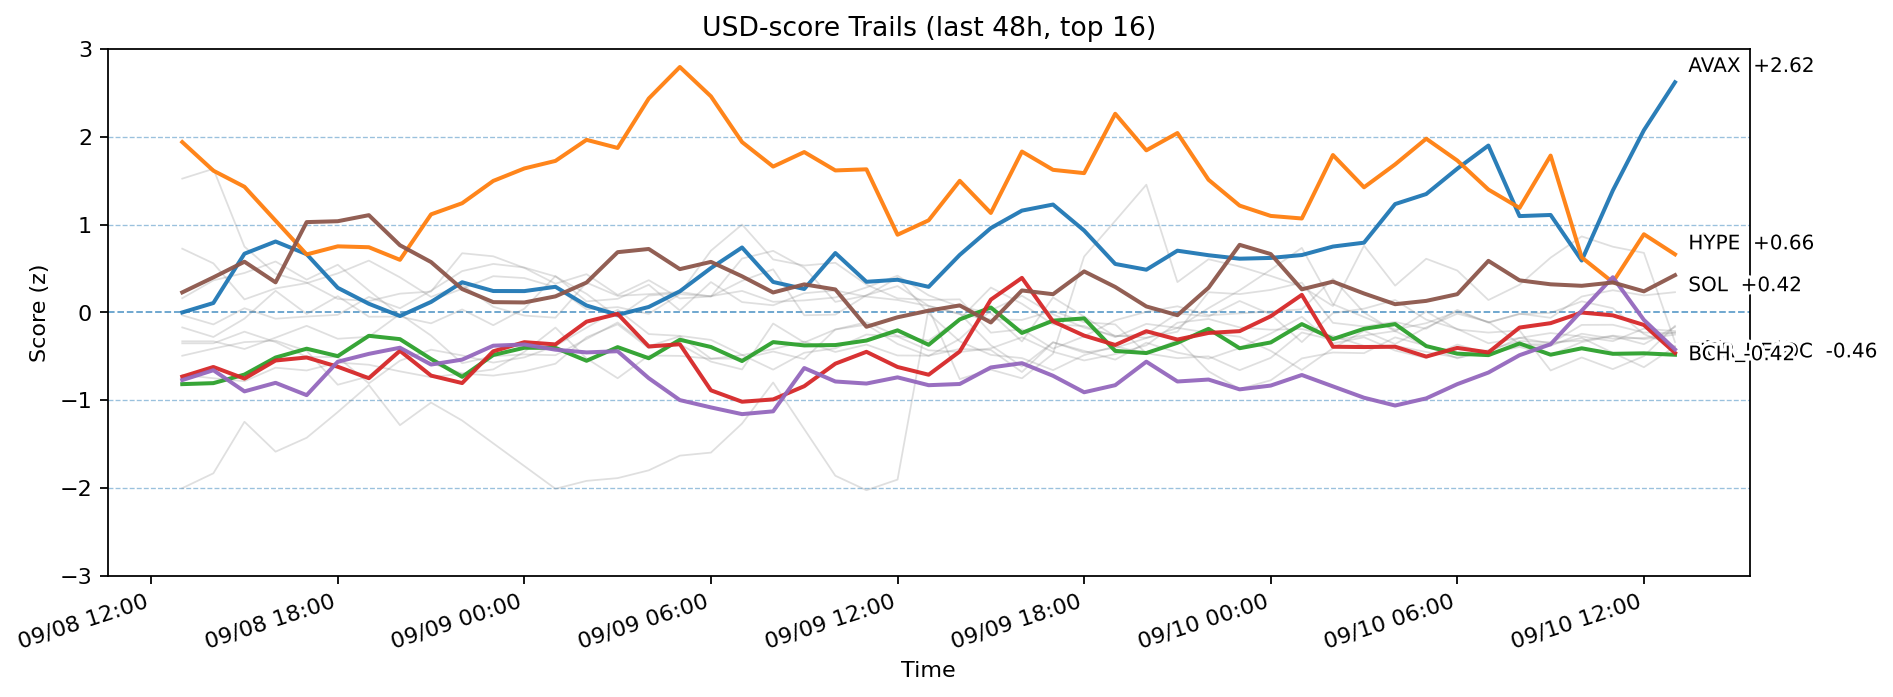 USD-score Trails (last 48h, top 16)
3
2
1
0
−1
−2
−3
Score (z)
AVAX +2.62
HYPE +0.66
SOL +0.42
BCH -0.42
-0.46
09/08 12:00
09/08 18:00
09/09 00:00
09/09 06:00
09/09 12:00
09/09 18:00
09/10 00:00
09/10 06:00
09/10 12:00
Time